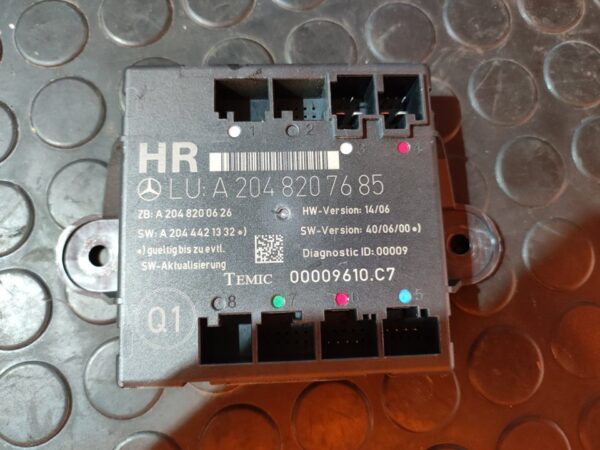 1 2 4
HR
LU: A 204 820 76 85
ZB: A 204 820 06 26
HW-Version: 14/06
SW: A 204 442 13 32 *)
SW-Version: 40/06/00 *)
*) gueltig bis zu evtl.
SW-Aktualisierung
Diagnostic ID: 00009
TEMIC 00009610.C7
8 7 5
Q1